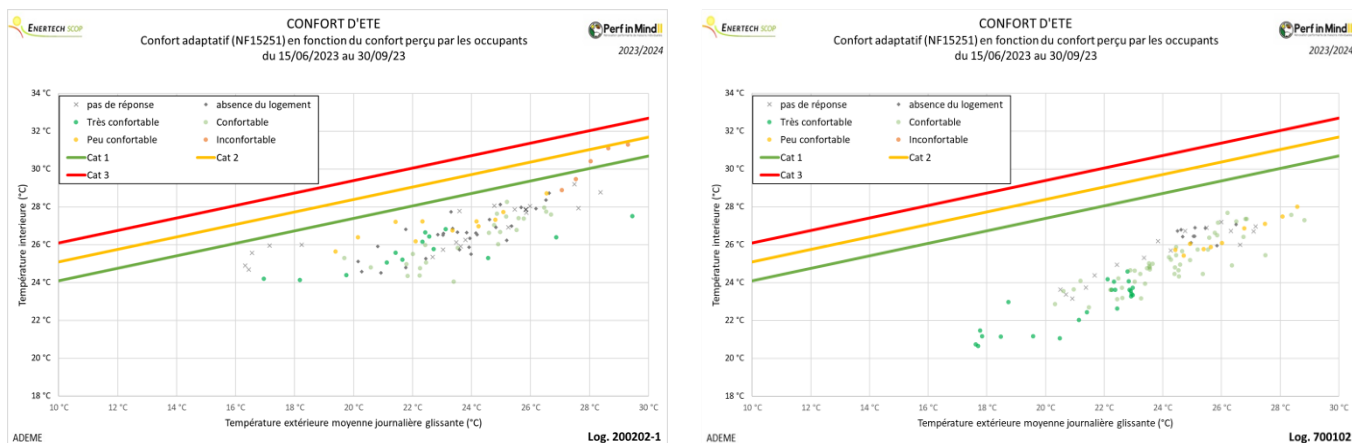 ENERTECH SCOP
CONFORT D'ETE
Confort adaptatif (NF15251) en fonction du confort perçu par les occupants
du 15/06/2023 au 30/09/23
Perf in Mind II
2023/2024
34 °C
32 °C
30 °C
28 °C
26 °C
24 °C
22 °C
20 °C
18 °C
Température interieure (°C)
pas de réponse
absence du logement
Très confortable
Confortable
Peu confortable
Inconfortable
Cat 1
Cat 2
Cat 3
10 °C 12 °C 14 °C 16 °C 18 °C 20 °C 22 °C 24 °C 26 °C 28 °C 30 °C
Température extérieure moyenne journalière glissante (°C)
ADEME
Log. 200202-1
ENERTECH SCOP
CONFORT D'ETE
Confort adaptatif (NF15251) en fonction du confort perçu par les occupants
du 15/06/2023 au 30/09/23
Perf in Mind II
2023/2024
34 °C
32 °C
30 °C
28 °C
26 °C
24 °C
22 °C
20 °C
18 °C
Température interieure (°C)
pas de réponse
absence du logement
Très confortable
Confortable
Peu confortable
Inconfortable
Cat 1
Cat 2
Cat 3
10 °C 12 °C 14 °C 16 °C 18 °C 20 °C 22 °C 24 °C 26 °C 28 °C 30 °C
Température extérieure moyenne journalière glissante (°C)
ADEME
Log. 700102